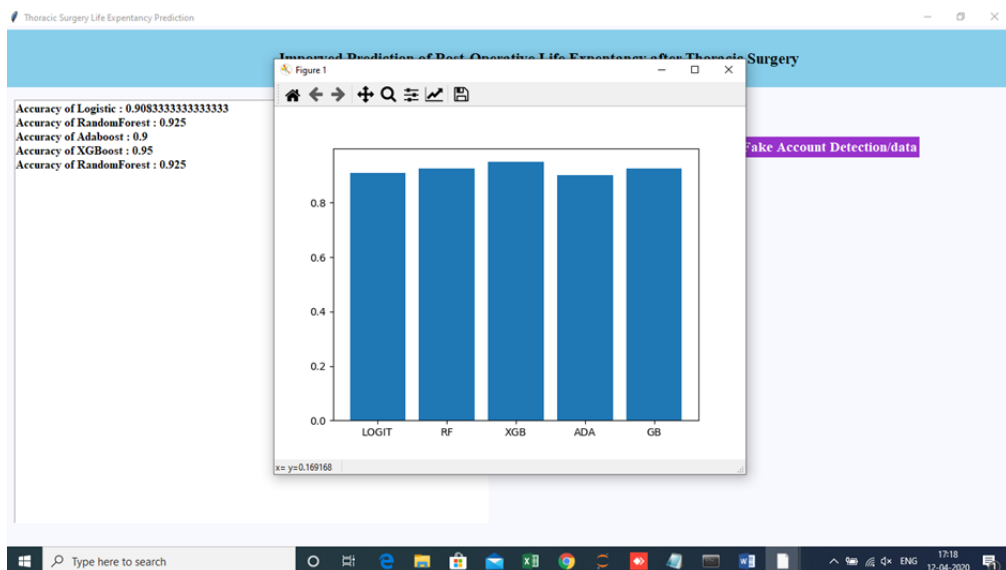 Thoracic Surgery Life Expentancy Prediction
Imporved Prediction of Post-Operative Life Expentancy after Thoracic Surgery
Figure 1
Accuracy of Logistic : 0.9083333333333333
Accuracy of RandomForest : 0.925
Accuracy of Adaboost : 0.9
Accuracy of XGBoost : 0.95
Accuracy of RandomForest : 0.925
Fake Account Detection/data
0.8
0.6
0.4
0.2
0.0
LOGIT RF XGB ADA GB
x= y=0.169168
Type here to search
ENG
17:18
12-04-2020